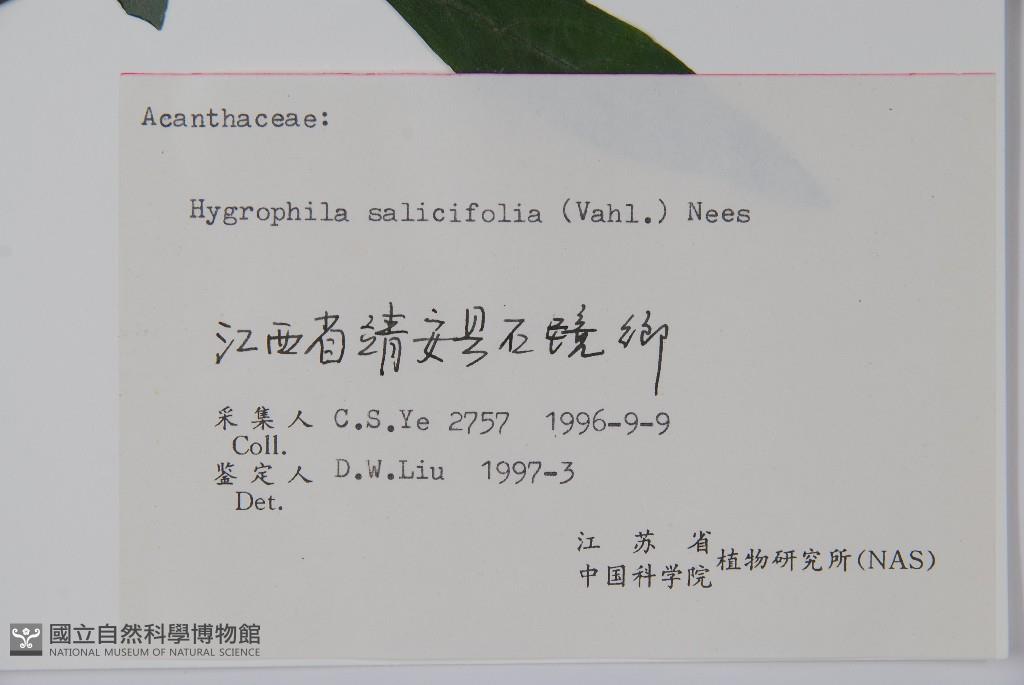 Acanthaceae:
Hygrophila salicifolia (Vahl.) Nees
江西省靖安县石镜鄉
采集人 C.S.Ye 2757 1996-9-9
Coll.
鉴定人 D.W.Liu 1997-3
Det.
江苏省
中国科学院
植物研究所(NAS)
國立自然科學博物館
NATIONAL MUSEUM OF NATURAL SCIENCE